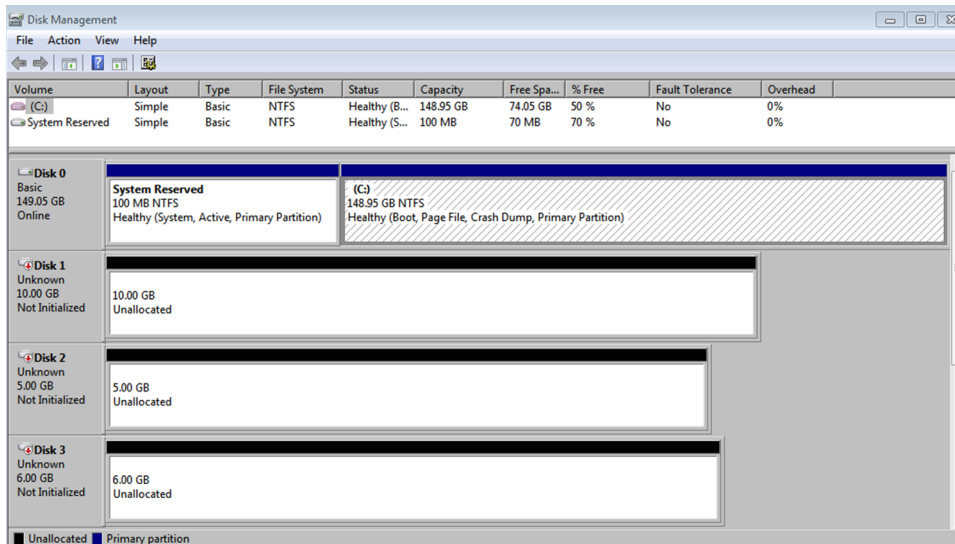 Disk Management
File Action View Help
Volume Layout Type File System Status Capacity Free Spa... % Free Fault Tolerance Overhead
(C:) Simple Basic NTFS Healthy (B... 148.95 GB 74.05 GB 50 % No 0%
System Reserved Simple Basic NTFS Healthy (S... 100 MB 70 MB 70 % No 0%
Disk 0
Basic
149.05 GB
Online
System Reserved
100 MB NTFS
Healthy (System, Active, Primary Partition)
(C:)
148.95 GB NTFS
Healthy (Boot, Page File, Crash Dump, Primary Partition)
Disk 1
Unknown
10.00 GB
Not Initialized
10.00 GB
Unallocated
Disk 2
Unknown
5.00 GB
Not Initialized
5.00 GB
Unallocated
Disk 3
Unknown
6.00 GB
Not Initialized
6.00 GB
Unallocated
Unallocated Primary partition